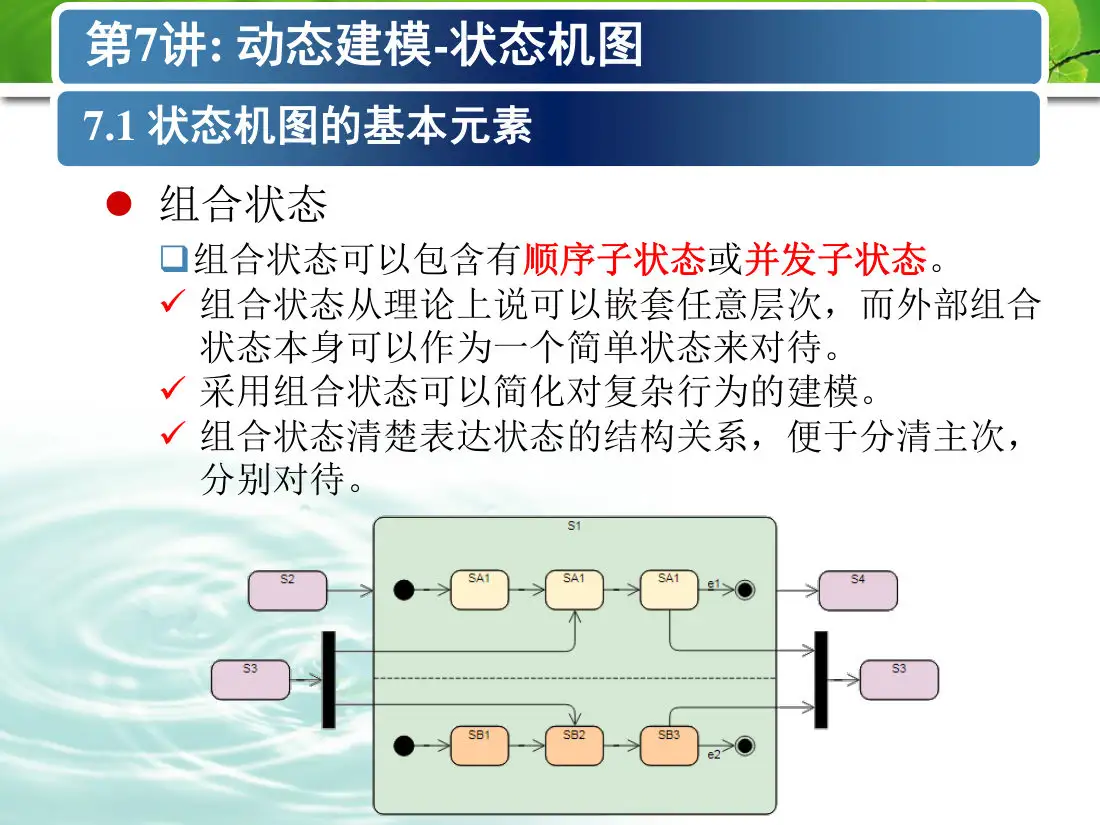 第7讲: 动态建模-状态机图
7.1 状态机图的基本元素
组合状态
组合状态可以包含有顺序子状态或并发子状态。
组合状态从理论上说可以嵌套任意层次，而外部组合
状态本身可以作为一个简单状态来对待。
采用组合状态可以简化对复杂行为的建模。
组合状态清楚表达状态的结构关系，便于分清主次，
分别对待。
S1
S2
SA1
SA1
SA1
e1
S4
S3
S3
SB1
SB2
SB3
e2